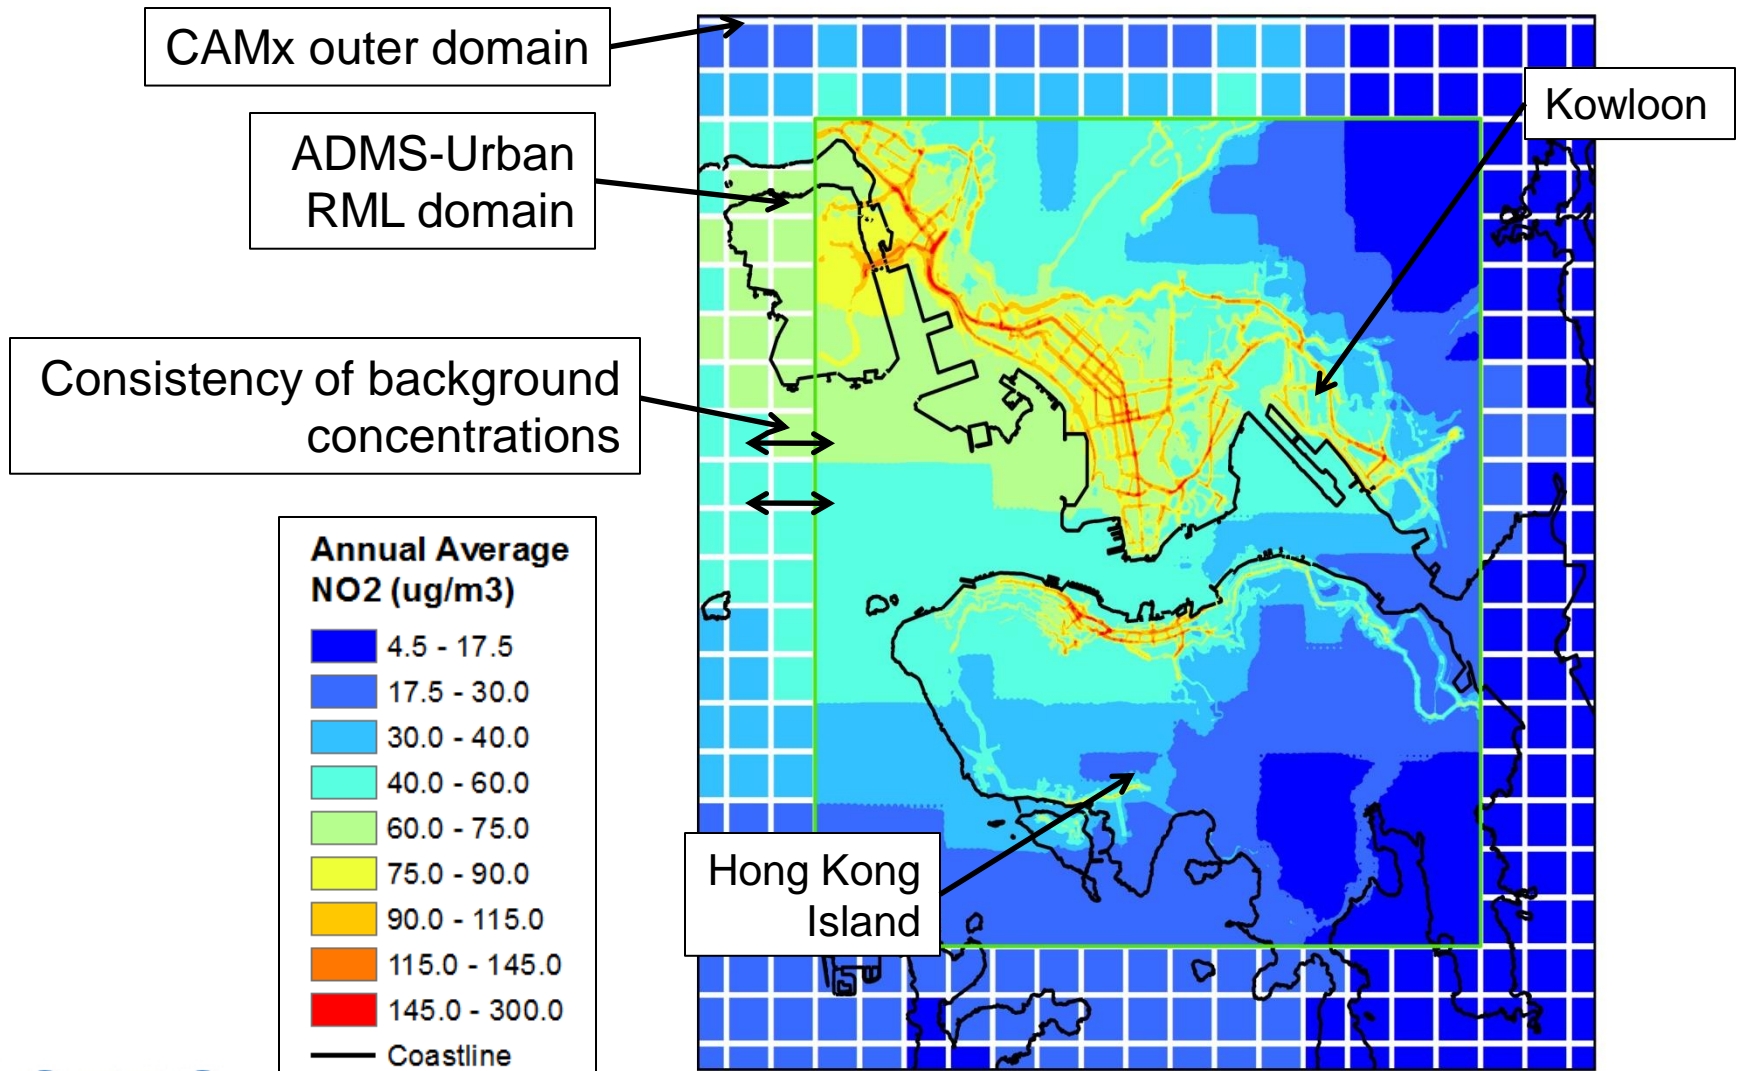 CAMx outer domain
Kowloon
ADMS-Urban
RML domain
Consistency of background
concentrations
Annual Average
NO2 (ug/m3)
4.5 - 17.5
17.5 - 30.0
30.0 - 40.0
40.0 - 60.0
60.0 - 75.0
75.0 - 90.0
90.0 - 115.0
115.0 - 145.0
145.0 - 300.0
Coastline
Hong Kong
Island